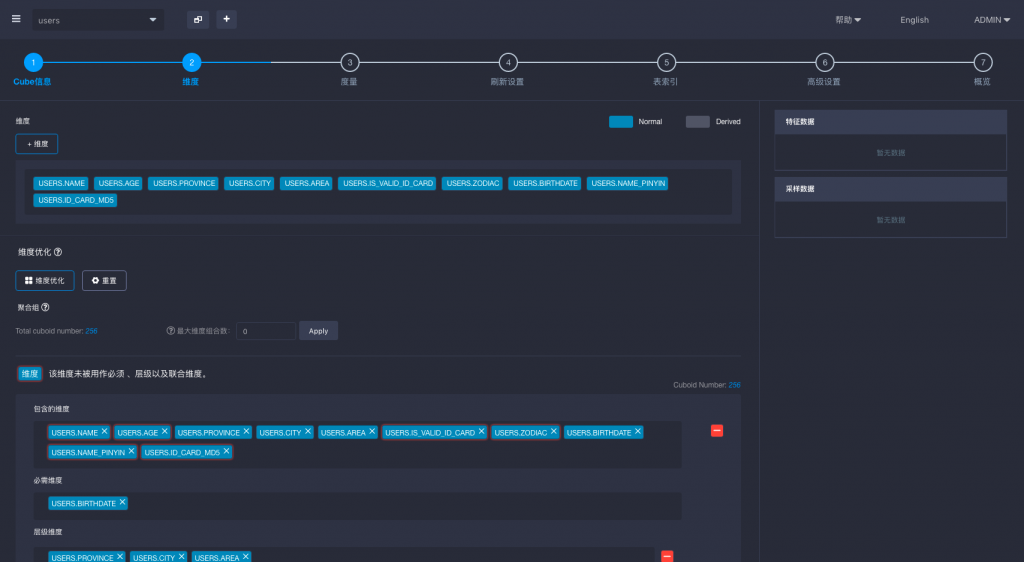 users
帮助
English
ADMIN
1
2
3
4
5
6
7
Cube信息
维度
度量
刷新设置
表索引
高级设置
概览
维度
Normal
Derived
+ 维度
USERS.NAME USERS.AGE USERS.PROVINCE USERS.CITY USERS.AREA USERS.IS_VALID_ID_CARD USERS.ZODIAC USERS.BIRTHDATE USERS.NAME_PINYIN
USERS.ID_CARD_MD5
特征数据
暂无数据
采样数据
暂无数据
维度优化
维度优化
重置
聚合组
Total cuboid number: 256
最大维度组合数:
0
Apply
维度 该维度未被用作必须 、层级以及联合维度。
Cuboid Number: 256
包含的维度
USERS.NAME USERS.AGE USERS.PROVINCE USERS.CITY USERS.AREA USERS.IS_VALID_ID_CARD USERS.ZODIAC USERS.BIRTHDATE
USERS.NAME_PINYIN USERS.ID_CARD_MD5
必需维度
USERS.BIRTHDATE
层级维度
USERS.PROVINCE USERS.CITY USERS.AREA